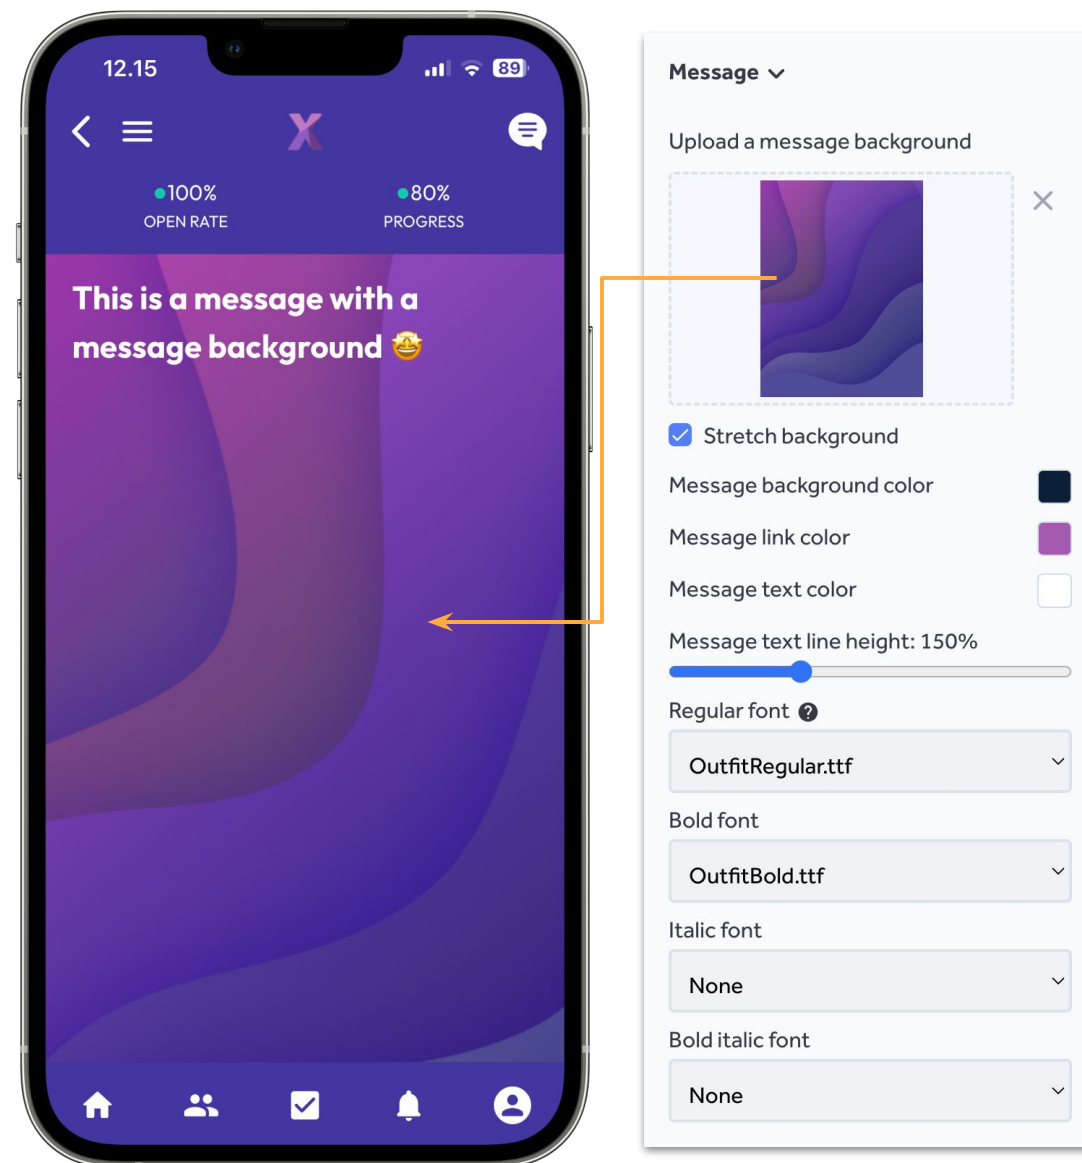 12.15
89
X
100%
80%
OPEN RATE
PROGRESS
This is a message with a
message background 🤩
Message
Upload a message background
Stretch background
Message background color
Message link color
Message text color
Message text line height: 150%
Regular font ?
OutfitRegular.ttf
Bold font
OutfitBold.ttf
Italic font
None
Bold italic font
None